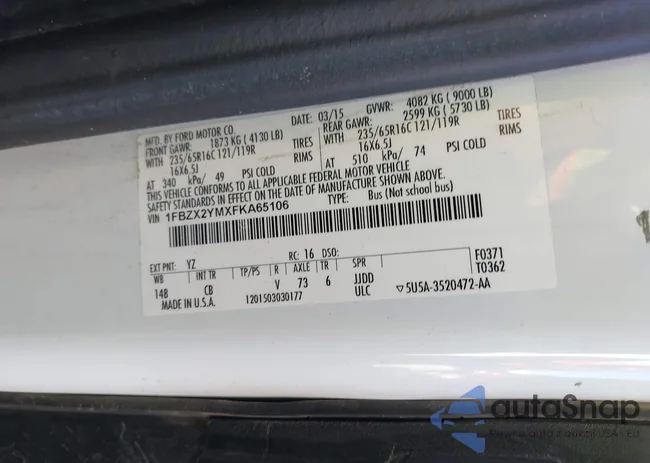 MFD. BY FORD MOTOR CO.
DATE: 03/15 GVWR: 4082 KG ( 9000 LB)
FRONT GAWR: 1873 KG ( 4130 LB)
REAR GAWR: 2599 KG ( 5730 LB)
WITH 235/65R16C 121/119R TIRES
WITH 235/65R16C 121/119R TIRES
16X6.5J RIMS
16X6.5J RIMS
AT 340 kPa/ 49 PSI COLD
AT 510 kPa/ 74 PSI COLD
THIS VEHICLE CONFORMS TO ALL APPLICABLE FEDERAL MOTOR VEHICLE
SAFETY STANDARDS IN EFFECT ON THE DATE OF MANUFACTURE SHOWN ABOVE.
VIN 1FBZX2YMXFKA65106
TYPE: Bus (Not school bus)
EXT PNT: YZ RC: 16 DSO: F0371
WB INT TR TP/PS R AXLE TR SPR T0362
148 CB V 73 6 JJDD
MADE IN U.S.A. 1201503030177 ULC ▽5U5A-3520472-AA
autoSnap